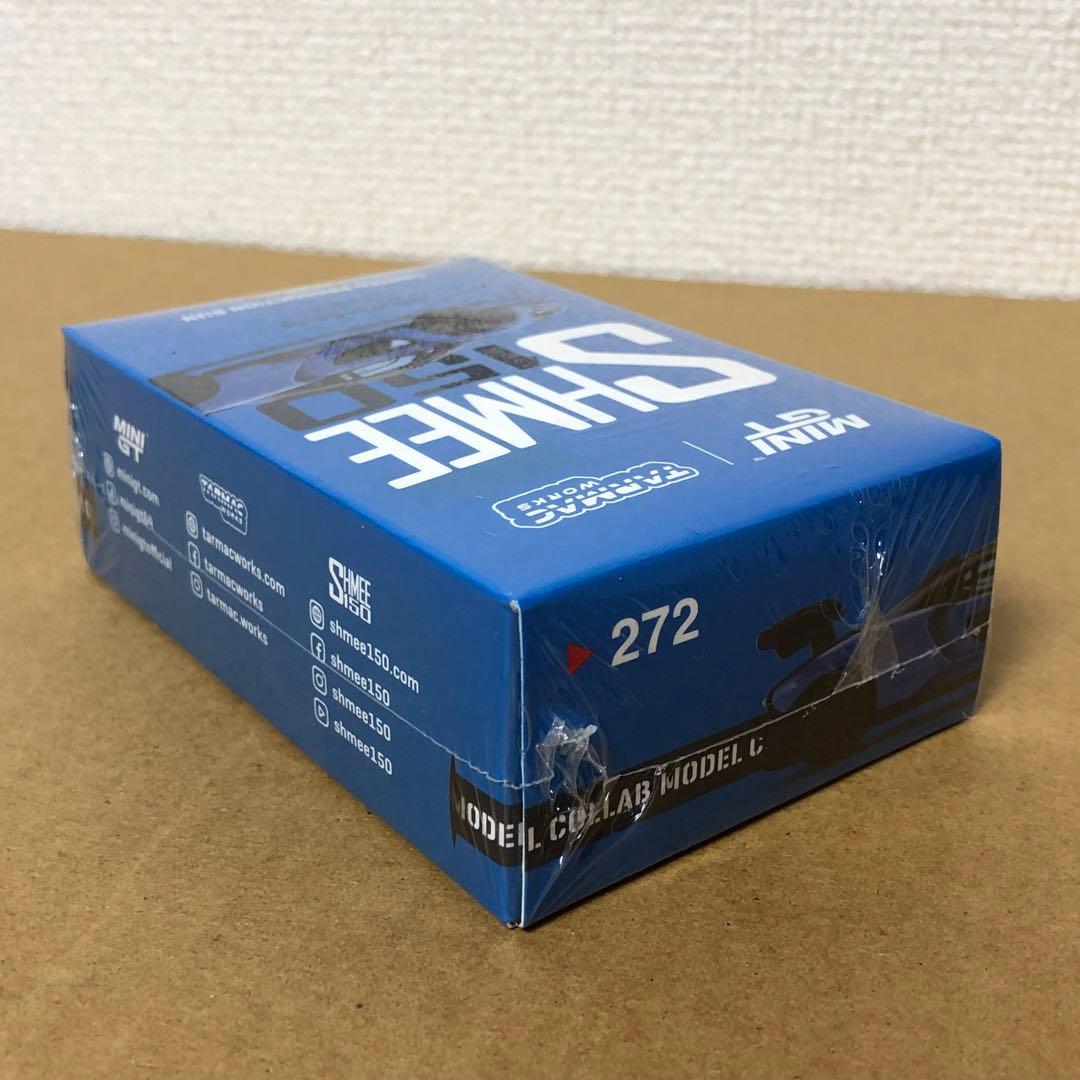 SHMEE
150
MINI
GT
TARMAC
WORKS
MINI
GT
minigt.com
minigtofficial
TARMAC
WORKS
tarmacworks.com
tarmacworks
tarmac.works
SHMEE
150
shmee150.com
shmee150
shmee150
shmee150
272
MODEL COLLAB MODEL C